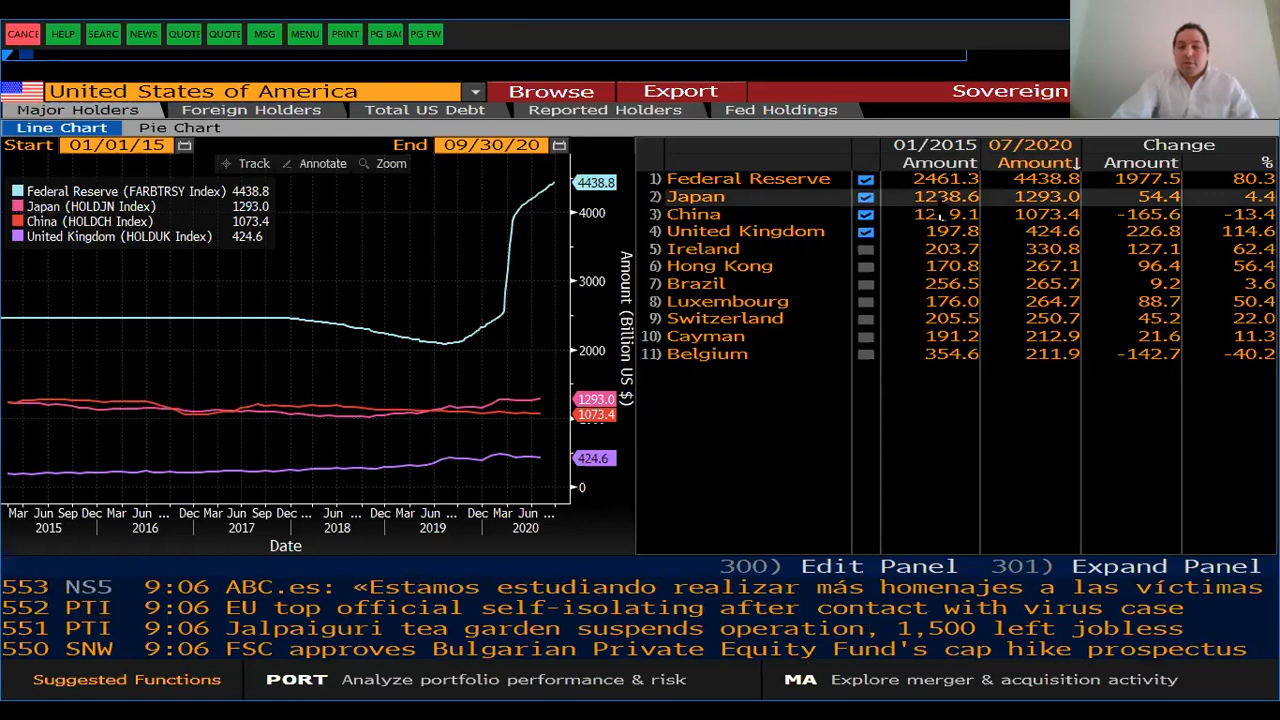 CANCE HELP SEARC NEWS QUOTE QUOTE MSG MENU PRINT PG BAC PG FW
United States of America Browse Export Sovereign
Major Holders Foreign Holders Total US Debt Reported Holders Fed Holdings
Line Chart Pie Chart
Start 01/01/15 End 09/30/20
Track Annotate Zoom
Federal Reserve (FARBTRSY Index) 4438.8
Japan (HOLDJN Index) 1293.0
China (HOLDCH Index) 1073.4
United Kingdom (HOLDUK Index) 424.6
4438.8
4000
3000
2000
1293.0
1073.4
424.6
0
Amount (Billion US $)
Mar Jun Sep Dec Mar Jun ... Dec Mar Jun Sep Dec ... Jun ... Dec Mar Jun ... Dec Mar Jun ...
2015 2016 2017 2018 2019 2020
Date
01/2015 07/2020 Change
Amount Amount↓ Amount %
1) Federal Reserve 2461.3 4438.8 1977.5 80.3
2) Japan 1238.6 1293.0 54.4 4.4
3) China 1073.4 -165.6 -13.4
4) United Kingdom 197.8 424.6 226.8 114.6
5) Ireland 203.7 330.8 127.1 62.4
6) Hong Kong 170.8 267.1 96.4 56.4
7) Brazil 256.5 265.7 9.2 3.6
8) Luxembourg 176.0 264.7 88.7 50.4
9) Switzerland 205.5 250.7 45.2 22.0
10) Cayman 191.2 212.9 21.6 11.3
11) Belgium 354.6 211.9 -142.7 -40.2
300) Edit Panel 301) Expand Panel
553 NS5 9:06 ABC.es: «Estamos estudiando realizar más homenajes a las víctimas
552 PTI 9:06 EU top official self-isolating after contact with virus case
551 PTI 9:06 Jalpaiguri tea garden suspends operation, 1,500 left jobless
550 SNW 9:06 FSC approves Bulgarian Private Equity Fund's cap hike prospectus
Suggested Functions PORT Analyze portfolio performance & risk MA Explore merger & acquisition activity